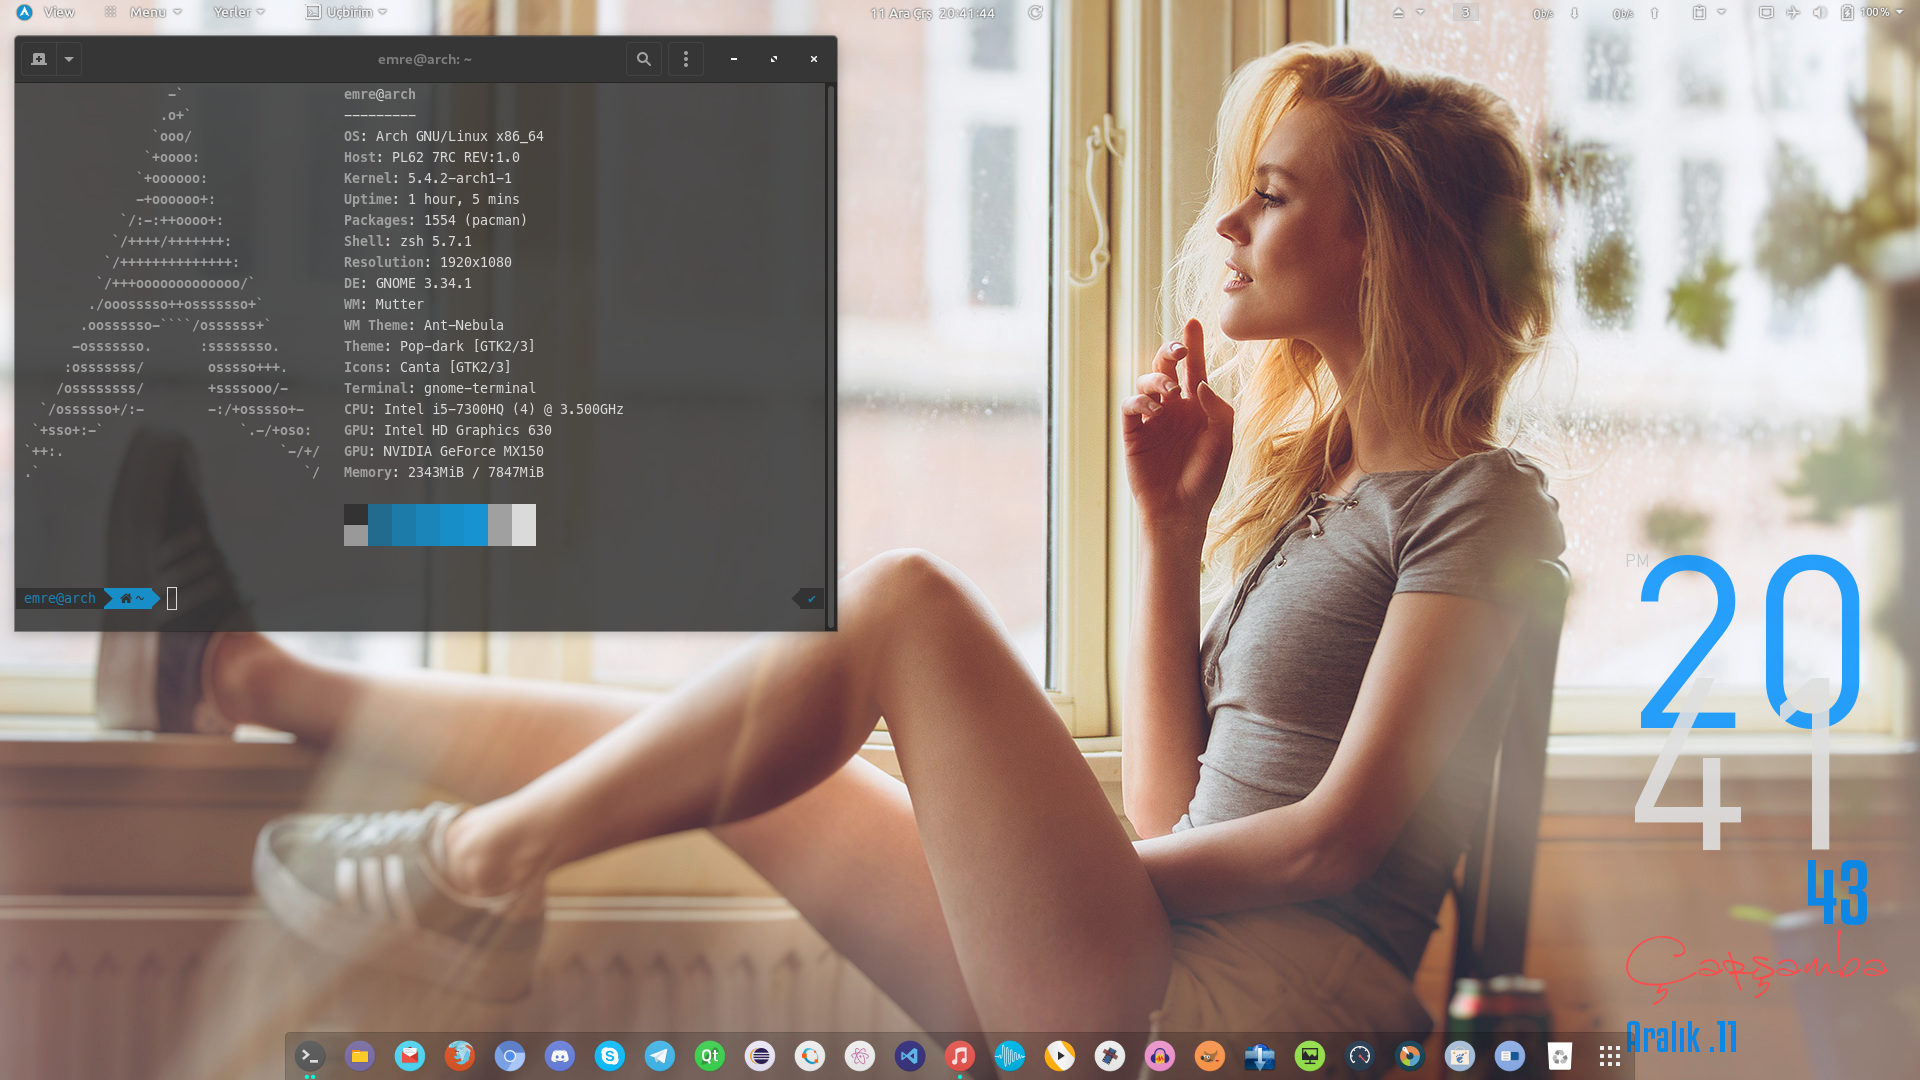 View Menu Yerler Uçbirim 11 Ara Çrş 20:41:44 3 0b/s 0b/s 100%
emre@arch: ~
-`
.o+`
`ooo/
`+oooo:
`+oooooo:
-+oooooo+:
`/:-:++oooo+:
`/++++/+++++++:
`/++++++++++++++:
`/+++ooooooooooooo/`
./ooosssso++osssssso+`
.oossssso-````/ossssss+`
-osssssso. :ssssssso.
:osssssss/ osssso+++.
/ossssssss/ +ssssooo/-
`/ossssso+/:- -:/+osssso+-
`+sso+:-` `.-/+oso:
`++:. `-/+/
.` `/
emre@arch
---------
OS: Arch GNU/Linux x86_64
Host: PL62 7RC REV:1.0
Kernel: 5.4.2-arch1-1
Uptime: 1 hour, 5 mins
Packages: 1554 (pacman)
Shell: zsh 5.7.1
Resolution: 1920x1080
DE: GNOME 3.34.1
WM: Mutter
WM Theme: Ant-Nebula
Theme: Pop-dark [GTK2/3]
Icons: Canta [GTK2/3]
Terminal: gnome-terminal
CPU: Intel i5-7300HQ (4) @ 3.500GHz
GPU: Intel HD Graphics 630
GPU: NVIDIA GeForce MX150
Memory: 2343MiB / 7847MiB
emre@arch ~ ✔
PM
20
41
43
Çarşamba
Aralık .11
Qt